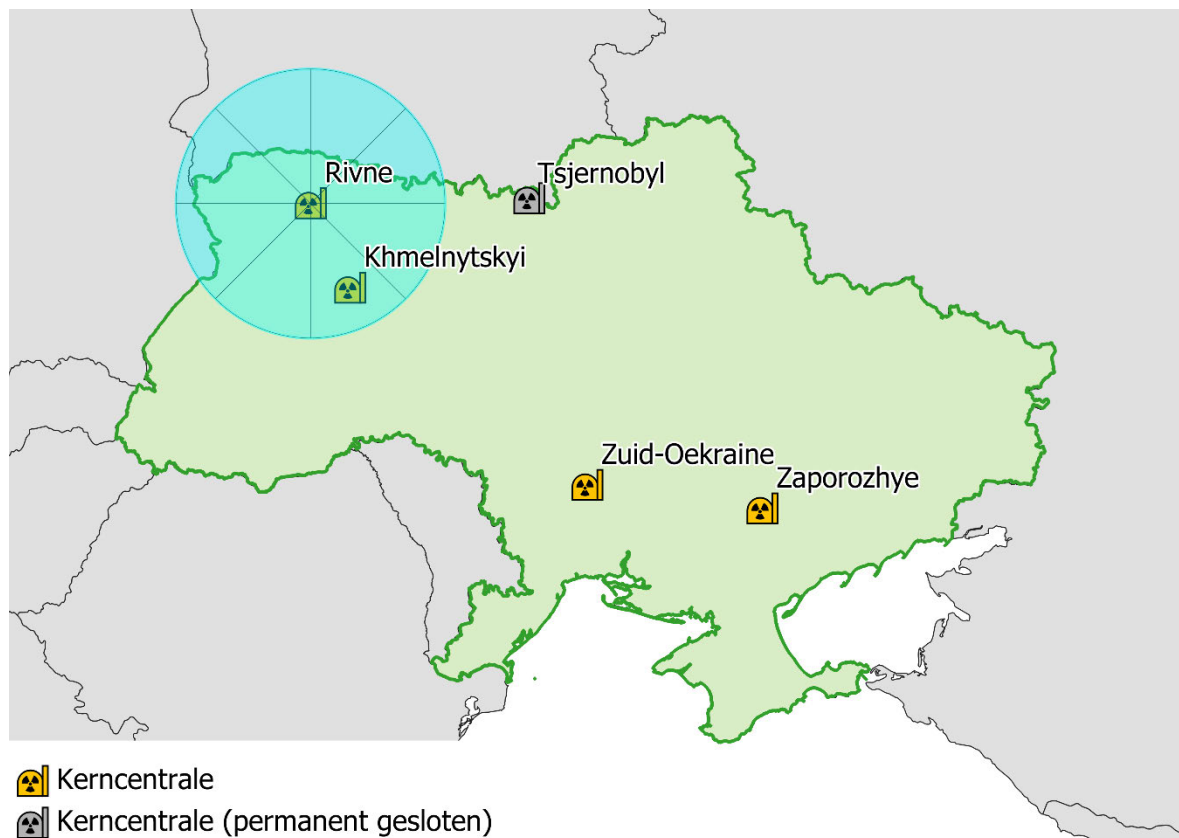 Rivne
Tsjernobyl
Khmelnytskyi
Zuid-Oekraine
Zaporozhye
Kerncentrale
Kerncentrale (permanent gesloten)